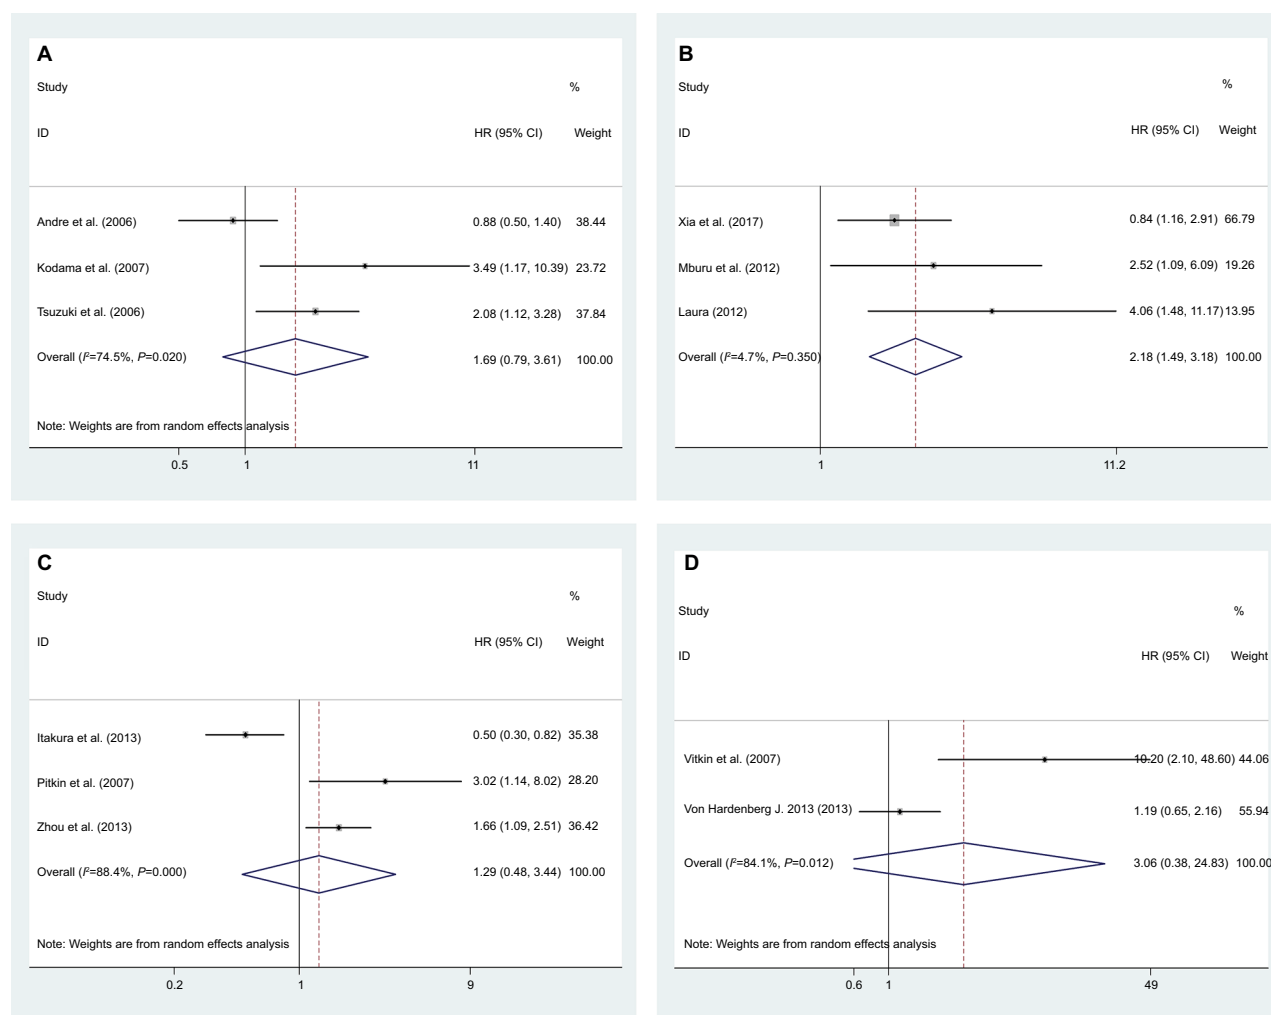 A
Study %
ID HR (95% CI) Weight
Andre et al. (2006) 0.88 (0.50, 1.40) 38.44
Kodama et al. (2007) 3.49 (1.17, 10.39) 23.72
Tsuzuki et al. (2006) 2.08 (1.12, 3.28) 37.84
Overall (I²=74.5%, P=0.020) 1.69 (0.79, 3.61) 100.00
Note: Weights are from random effects analysis
0.5 1 11
B
Study %
ID HR (95% CI) Weight
Xia et al. (2017) 0.84 (1.16, 2.91) 66.79
Mburu et al. (2012) 2.52 (1.09, 6.09) 19.26
Laura (2012) 4.06 (1.48, 11.17) 13.95
Overall (I²=4.7%, P=0.350) 2.18 (1.49, 3.18) 100.00
1 11.2
C
Study %
ID HR (95% CI) Weight
Itakura et al. (2013) 0.50 (0.30, 0.82) 35.38
Pitkin et al. (2007) 3.02 (1.14, 8.02) 28.20
Zhou et al. (2013) 1.66 (1.09, 2.51) 36.42
Overall (I²=88.4%, P=0.000) 1.29 (0.48, 3.44) 100.00
Note: Weights are from random effects analysis
0.2 1 9
D
Study %
ID HR (95% CI) Weight
Vitkin et al. (2007) 10.20 (2.10, 48.60) 44.06
Von Hardenberg J. 2013 (2013) 1.19 (0.65, 2.16) 55.94
Overall (I²=84.1%, P=0.012) 3.06 (0.38, 24.83) 100.00
Note: Weights are from random effects analysis
0.6 1 49